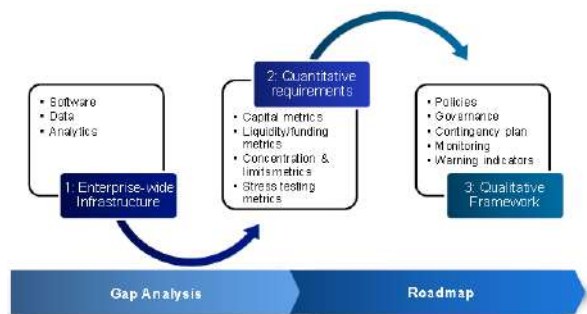 Software
Data
Analytics
1: Enterprise-wide
Infrastructure
2: Quantitative
requirements
Capital metrics
Liquidity/funding
metrics
Concentration &
limits metrics
Stress testing
metrics
Policies
Governance
Contingency plan
Monitoring
Warning indicators
3: Qualitative
Framework
Gap Analysis
Roadmap